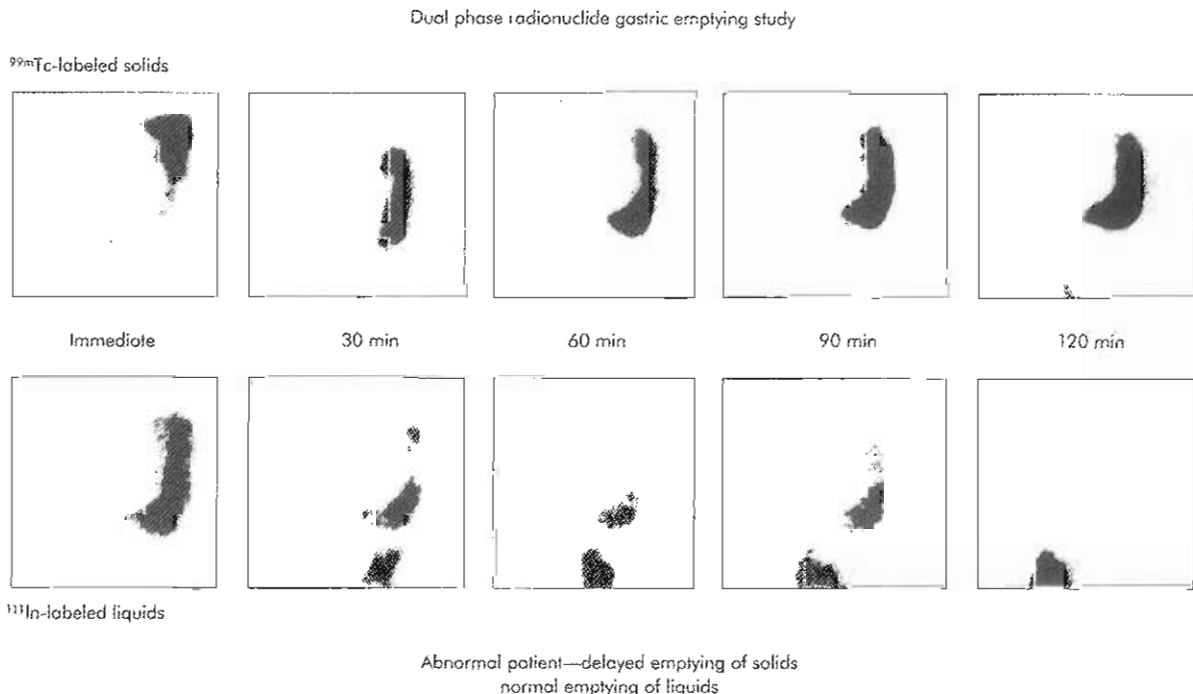 Dual phase radionuclide gastric emptying study
99mTc-labeled solids
Immediate
30 min
60 min
90 min
120 min
111In-labeled liquids
Abnormal patient—delayed emptying of solids
normal emptying of liquids